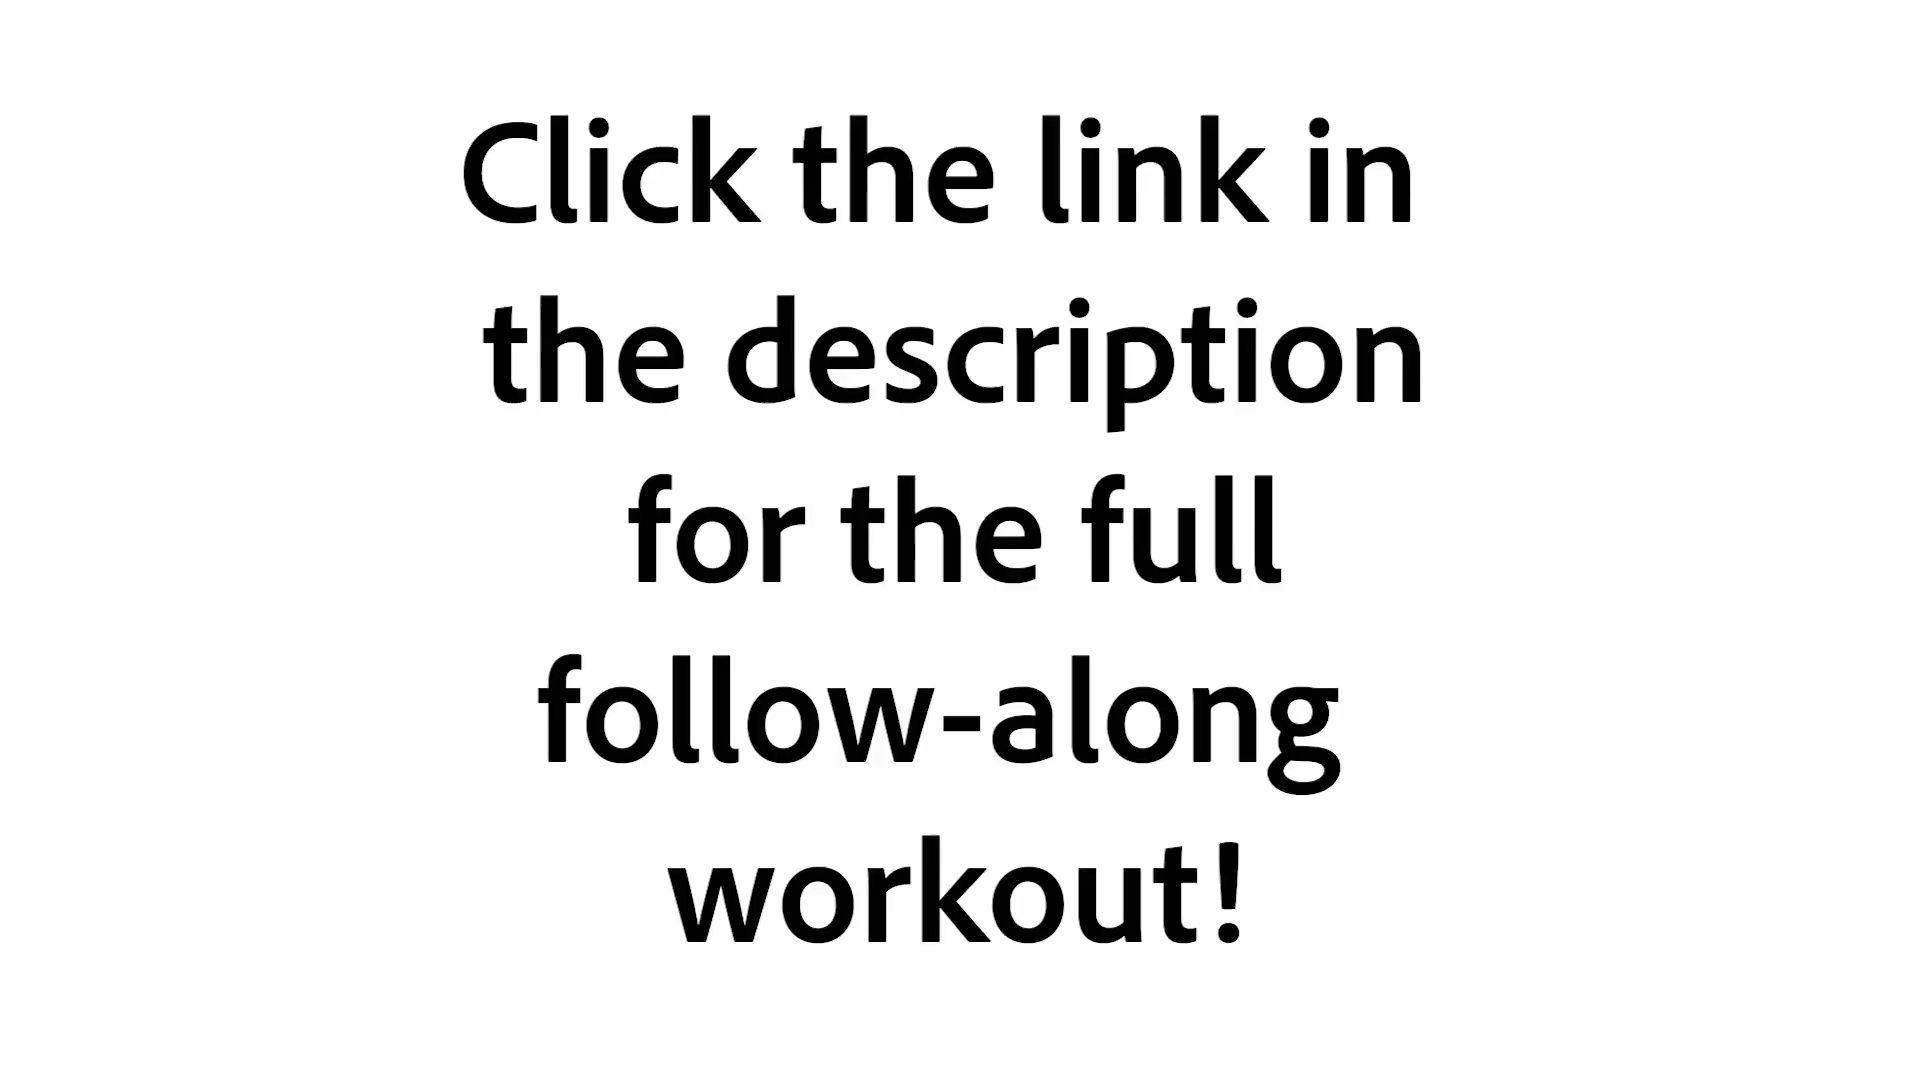 Click the link in
the description
for the full
follow-along
workout!